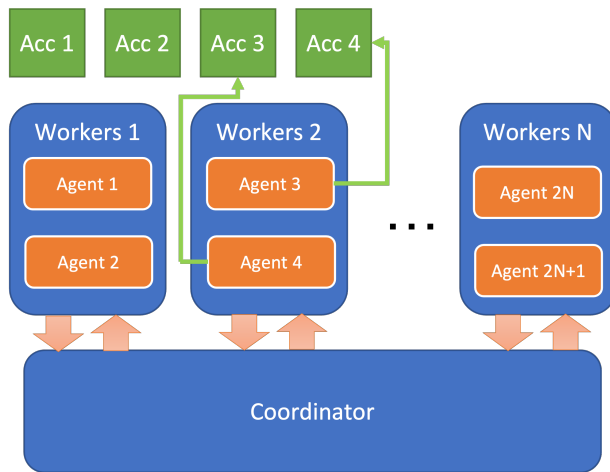 Acc 1
Acc 2
Acc 3
Acc 4
Workers 1
Agent 1
Agent 2
Workers 2
Agent 3
Agent 4
...
Workers N
Agent 2N
Agent 2N+1
Coordinator